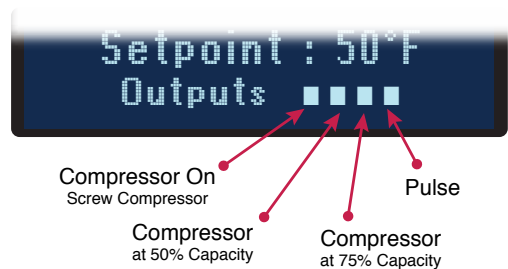 Setpoint : 50°F
Outputs ■■■■
Compressor On
Screw Compressor
Pulse
Compressor
at 50% Capacity
Compressor
at 75% Capacity